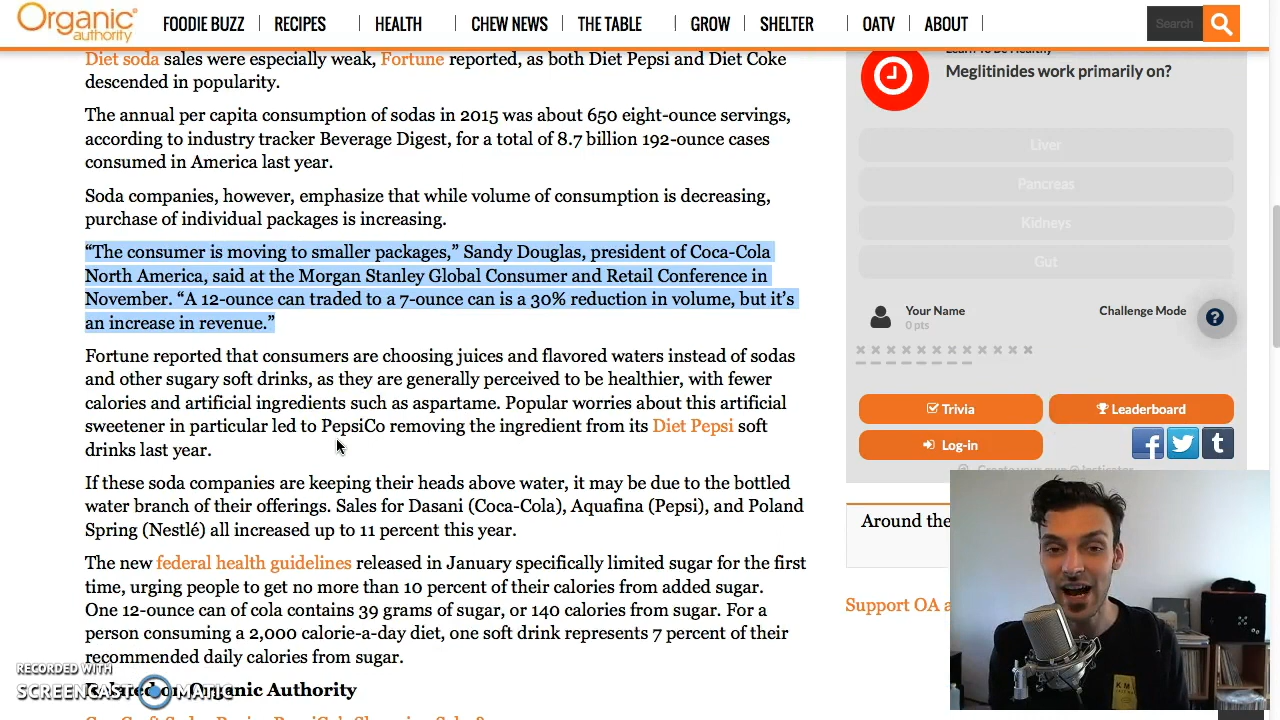 Organic
authority
FOODIE BUZZ
RECIPES
HEALTH
CHEW NEWS
THE TABLE
GROW
SHELTER
OATV
ABOUT
Search
Diet soda sales were especially weak, Fortune reported, as both Diet Pepsi and Diet Coke
descended in popularity.
The annual per capita consumption of sodas in 2015 was about 650 eight-ounce servings,
according to industry tracker Beverage Digest, for a total of 8.7 billion 192-ounce cases
consumed in America last year.
Soda companies, however, emphasize that while volume of consumption is decreasing,
purchase of individual packages is increasing.
“The consumer is moving to smaller packages,” Sandy Douglas, president of Coca-Cola
North America, said at the Morgan Stanley Global Consumer and Retail Conference in
November. “A 12-ounce can traded to a 7-ounce can is a 30% reduction in volume, but it’s
an increase in revenue.”
Fortune reported that consumers are choosing juices and flavored waters instead of sodas
and other sugary soft drinks, as they are generally perceived to be healthier, with fewer
calories and artificial ingredients such as aspartame. Popular worries about this artificial
sweetener in particular led to PepsiCo removing the ingredient from its Diet Pepsi soft
drinks last year.
If these soda companies are keeping their heads above water, it may be due to the bottled
water branch of their offerings. Sales for Dasani (Coca-Cola), Aquafina (Pepsi), and Poland
Spring (Nestlé) all increased up to 11 percent this year.
The new federal health guidelines released in January specifically limited sugar for the first
time, urging people to get no more than 10 percent of their calories from added sugar.
One 12-ounce can of cola contains 39 grams of sugar, or 140 calories from sugar. For a
person consuming a 2,000 calorie-a-day diet, one soft drink represents 7 percent of their
recommended daily calories from sugar.
Related on Organic Authority
RECORDED WITH
SCREENCAST MATIC
Learn To Be Healthy
Meglitinides work primarily on?
Liver
Pancreas
Kidneys
Gut
Your Name
0 pts
Challenge Mode
?
Trivia
Leaderboard
Log-in
f
t
Around the
Support OA a